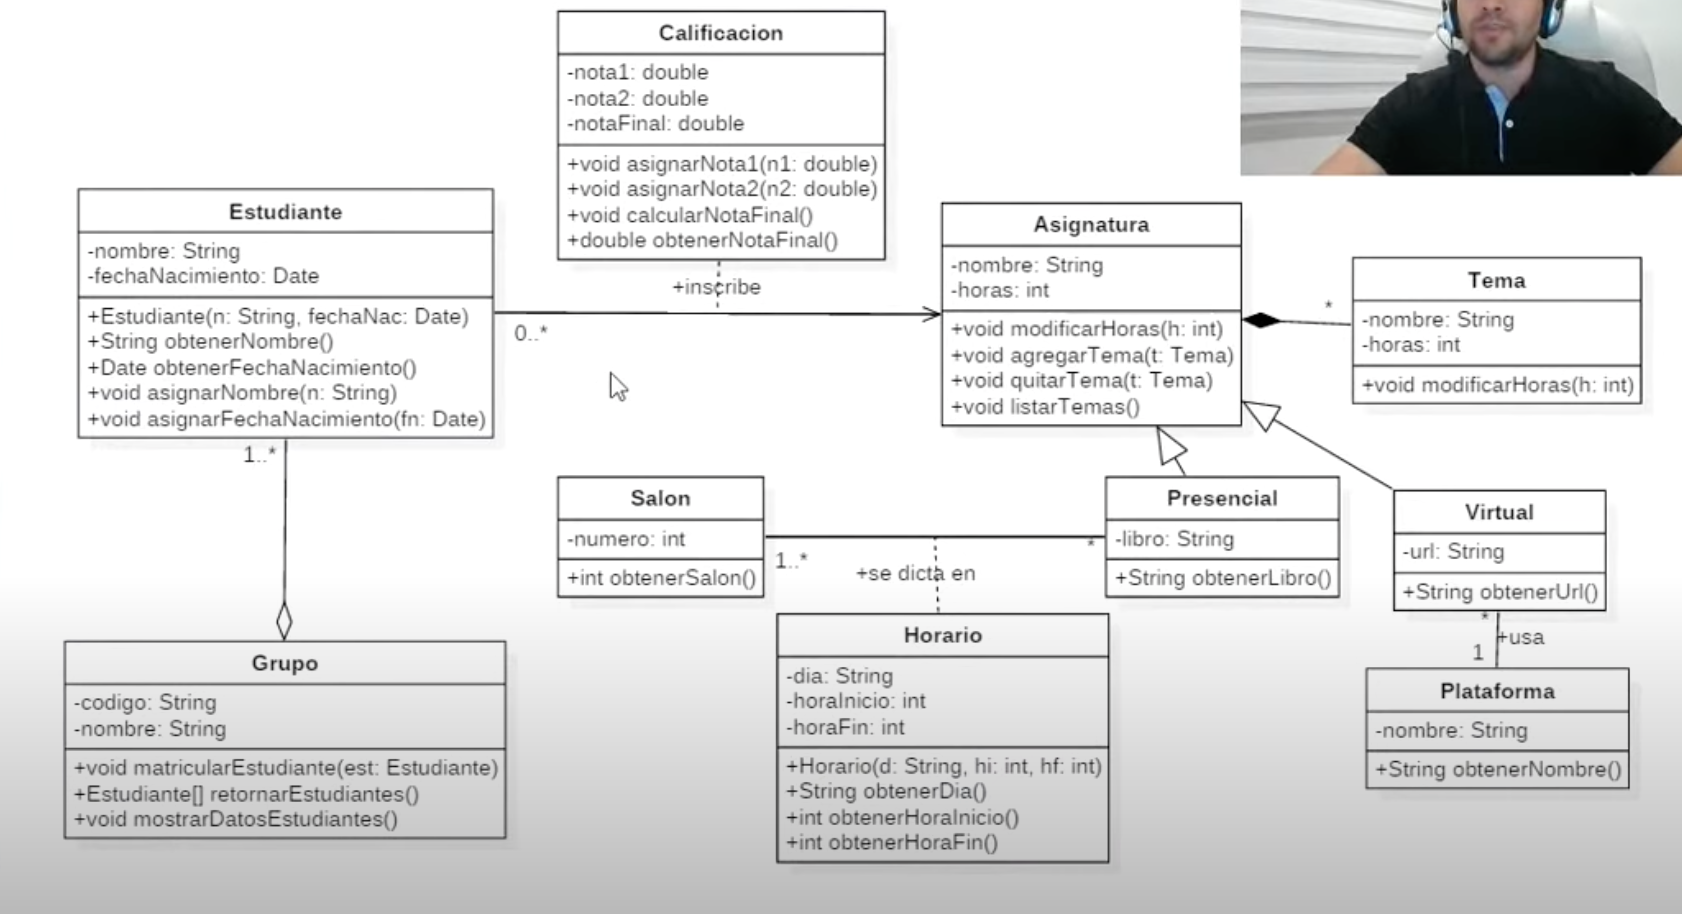 Calificacion
-nota1: double
-nota2: double
-notaFinal: double
+void asignarNota1(n1: double)
+void asignarNota2(n2: double)
+void calcularNotaFinal()
+double obtenerNotaFinal()
Estudiante
-nombre: String
-fechaNacimiento: Date
+Estudiante(n: String, fechaNac: Date)
+String obtenerNombre()
+Date obtenerFechaNacimiento()
+void asignarNombre(n: String)
+void asignarFechaNacimiento(fn: Date)
+inscribe
0..*
Asignatura
-nombre: String
-horas: int
+void modificarHoras(h: int)
+void agregarTema(t: Tema)
+void quitarTema(t: Tema)
+void listarTemas()
*
Tema
-nombre: String
-horas: int
+void modificarHoras(h: int)
1..*
Salon
-numero: int
+int obtenerSalon()
1..*
+se dicta en
*
Presencial
-libro: String
+String obtenerLibro()
Virtual
-url: String
+String obtenerUrl()
*
+usa
1
Grupo
-codigo: String
-nombre: String
+void matricularEstudiante(est: Estudiante)
+Estudiante[] retornarEstudiantes()
+void mostrarDatosEstudiantes()
Horario
-dia: String
-horaInicio: int
-horaFin: int
+Horario(d: String, hi: int, hf: int)
+String obtenerDia()
+int obtenerHoraInicio()
+int obtenerHoraFin()
Plataforma
-nombre: String
+String obtenerNombre()